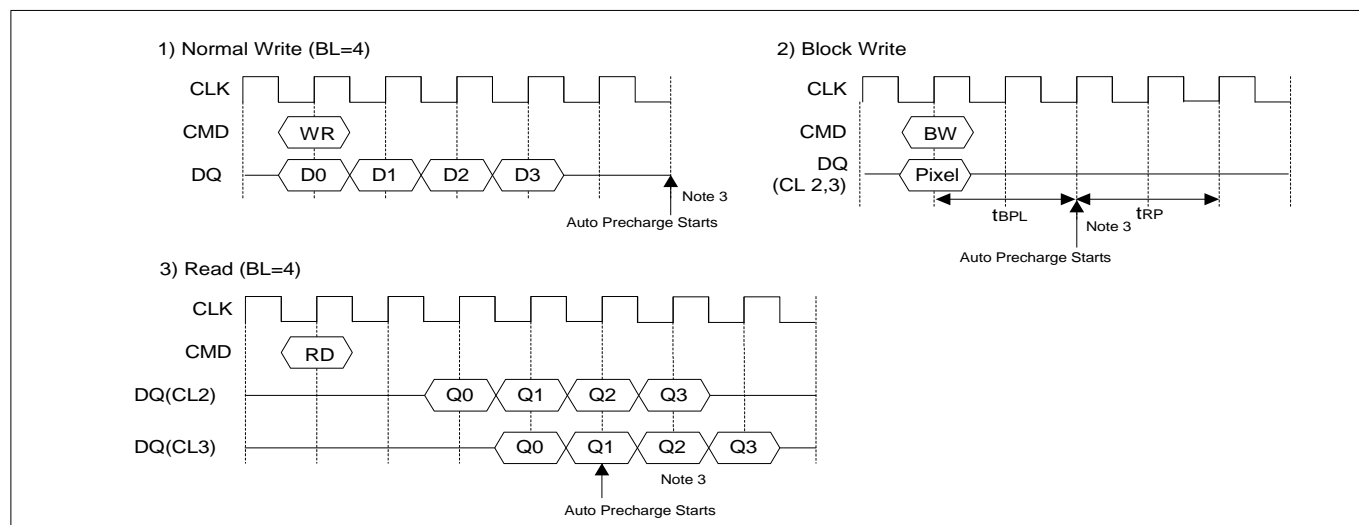 1) Normal Write (BL=4)
CLK
CMD WR
DQ D0 D1 D2 D3
Note 3
Auto Precharge Starts
2) Block Write
CLK
CMD BW
DQ
(CL 2,3) Pixel
tBPL tRP
Note 3
Auto Precharge Starts
3) Read (BL=4)
CLK
CMD RD
DQ(CL2) Q0 Q1 Q2 Q3
DQ(CL3) Q0 Q1 Q2 Q3
Note 3
Auto Precharge Starts